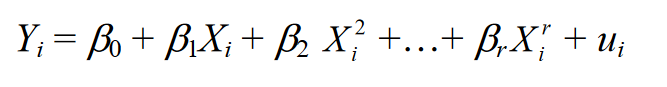 Yᵢ = β₀ + β₁Xᵢ + β₂ Xᵢ² +…+ βᵣXᵢʳ + uᵢ